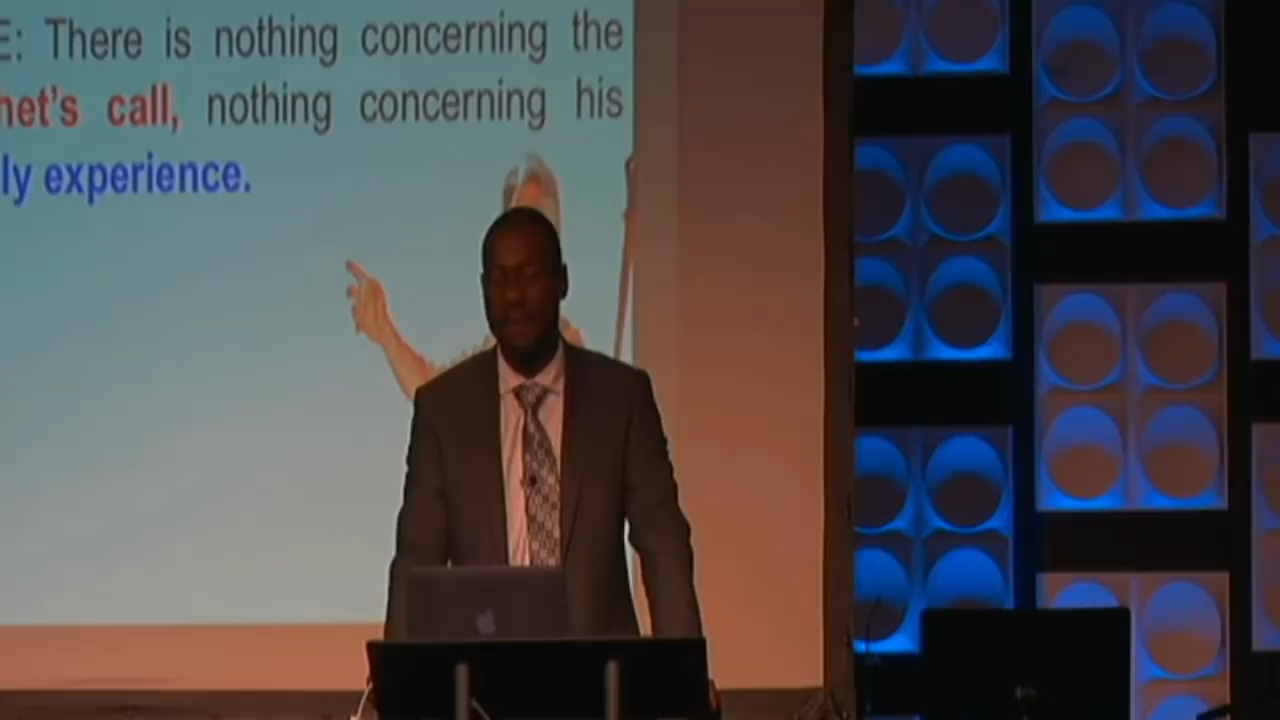 E: There is nothing concerning the
het's call, nothing concerning his
ly experience.